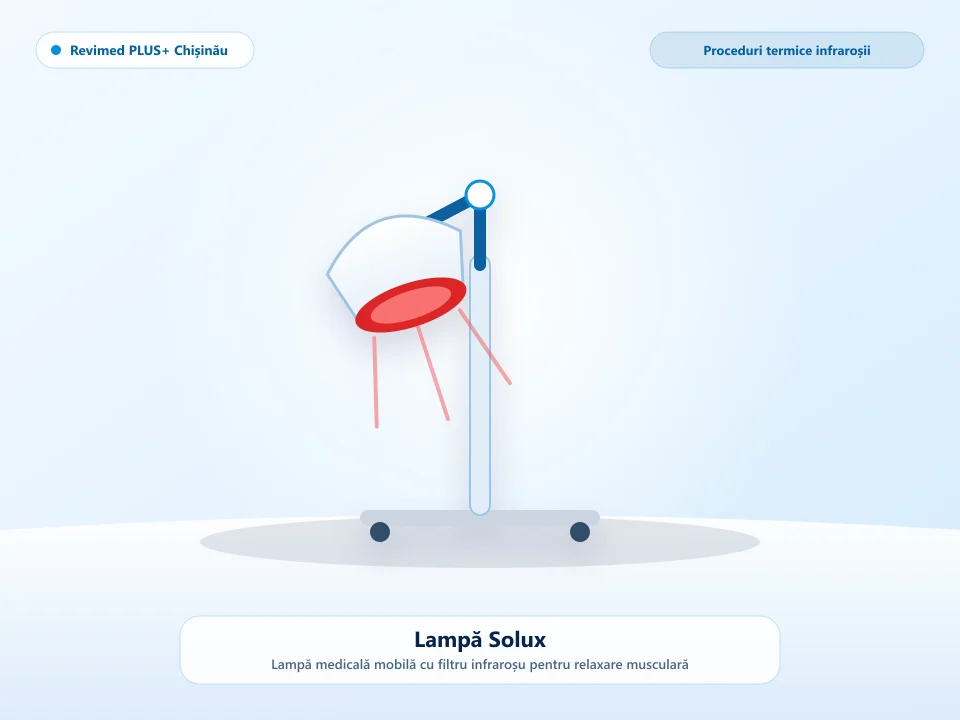 Revimed PLUS+ Chișinău
Proceduri termice infraroșii
Lampă Solux
Lampă medicală mobilă cu filtru infraroșu pentru relaxare musculară